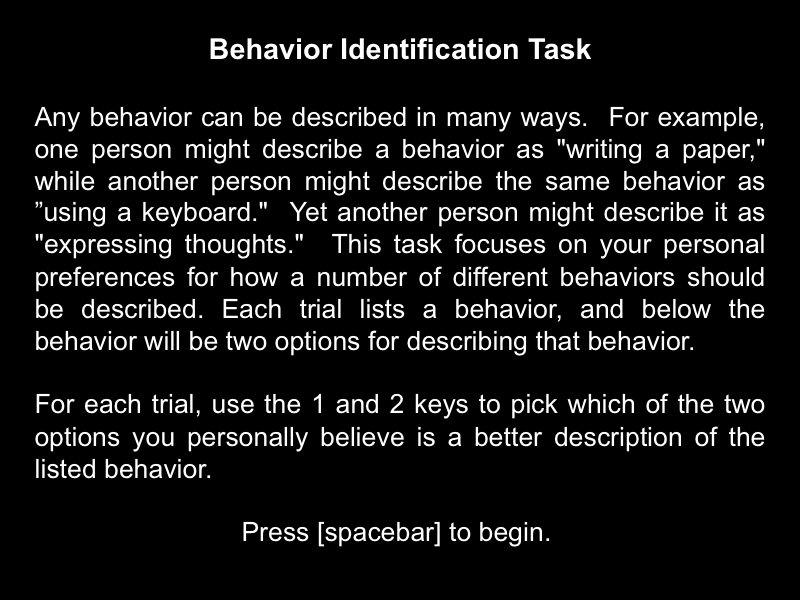 Behavior Identification Task
Any behavior can be described in many ways.  For example,
one person might describe a behavior as "writing a paper,"
while another person might describe the same behavior as
”using a keyboard."  Yet another person might describe it as
"expressing thoughts."  This task focuses on your personal
preferences for how a number of different behaviors should
be described. Each trial lists a behavior, and below the
behavior will be two options for describing that behavior.
For each trial, use the 1 and 2 keys to pick which of the two
options you personally believe is a better description of the
listed behavior.
Press [spacebar] to begin.